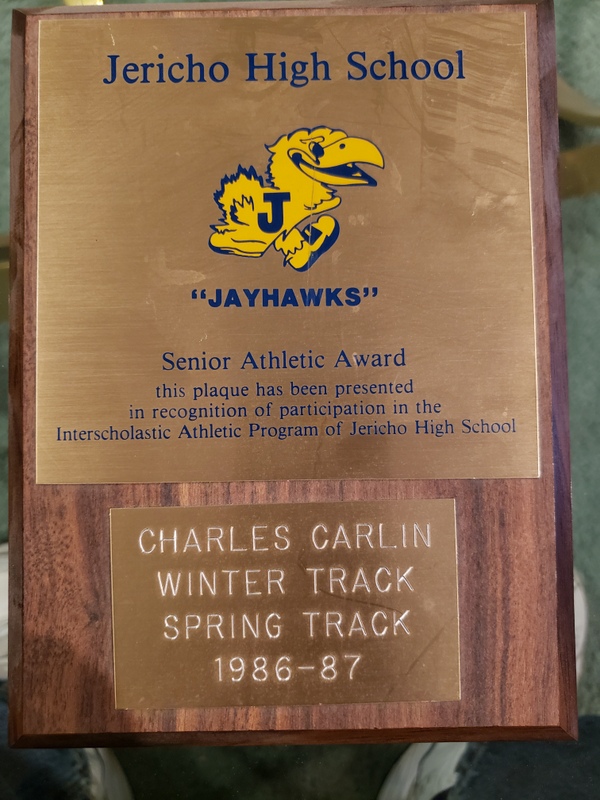 Jericho High School
J
“JAYHAWKS”
Senior Athletic Award
this plaque has been presented
in recognition of participation in the
Interscholastic Athletic Program of Jericho High School
CHARLES CARLIN
WINTER TRACK
SPRING TRACK
1986-87